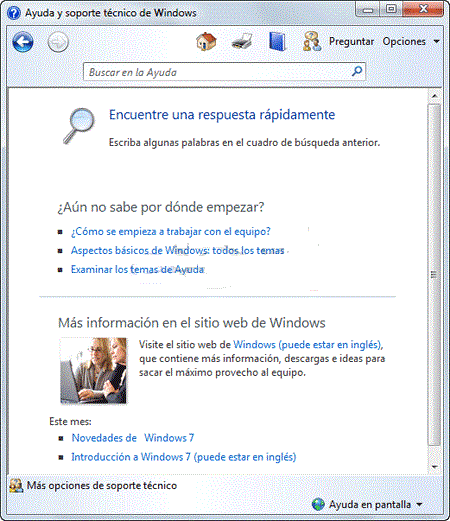 Ayuda y soporte técnico de Windows
Preguntar Opciones
Buscar en la Ayuda
Encuentre una respuesta rápidamente
Escriba algunas palabras en el cuadro de búsqueda anterior.
¿Aún no sabe por dónde empezar?
¿Cómo se empieza a trabajar con el equipo?
Aspectos básicos de Windows: todos los temas
Examinar los temas de Ayuda
Más información en el sitio web de Windows
Visite el sitio web de Windows (puede estar en inglés),
que contiene más información, descargas e ideas para
sacar el máximo provecho al equipo.
Este mes:
Novedades de Windows 7
Introducción a Windows 7 (puede estar en inglés)
Más opciones de soporte técnico
Ayuda en pantalla